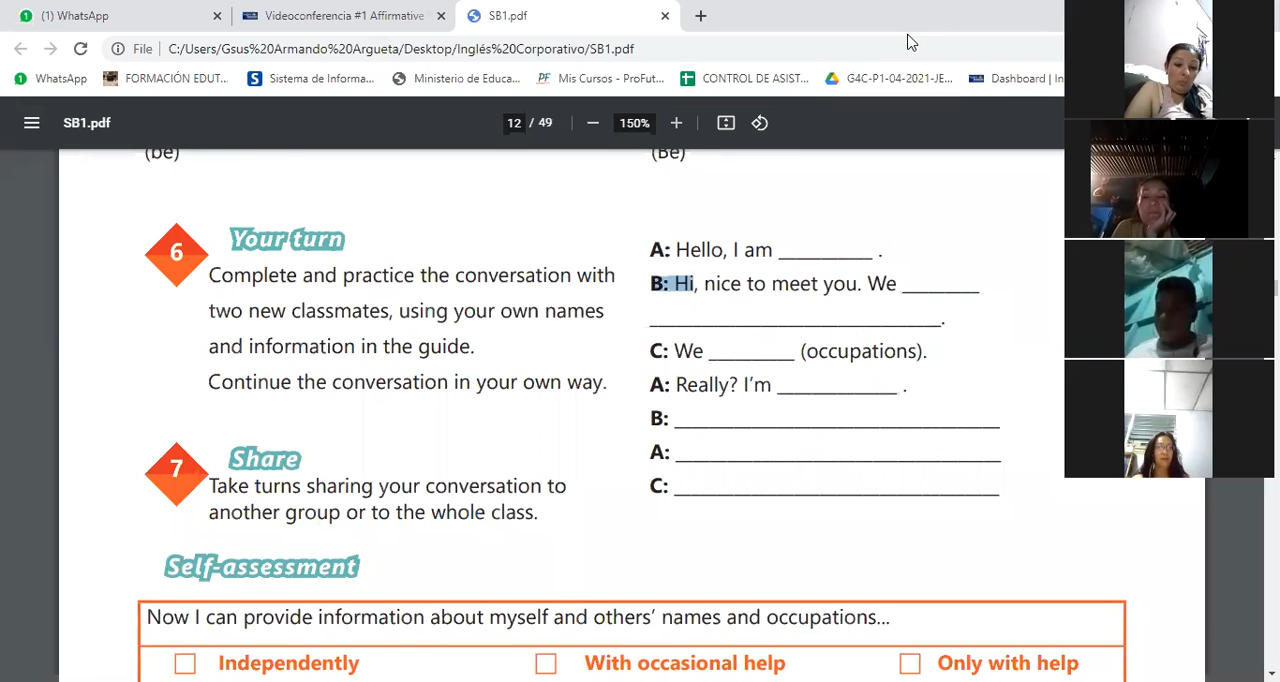 (1) WhatsApp
Videoconferencia #1 Affirmative
SB1.pdf
File
C:/Users/Gsus%20Armando%20Argueta/Desktop/Inglés%20Corporativo/SB1.pdf
WhatsApp
FORMACIÓN EDUT...
Sistema de Informa...
Ministerio de Educa...
PF Mis Cursos - ProFut...
CONTROL DE ASIST...
G4C-P1-04-2021-JE...
Dashboard | In
SB1.pdf
12 / 49
150%
(be)
(Be)
6
Your turn
Complete and practice the conversation with
two new classmates, using your own names
and information in the guide.
Continue the conversation in your own way.
A: Hello, I am _________ .
B: Hi, nice to meet you. We ________
______________________________.
C: We _________ (occupations).
A: Really? I'm ____________ .
B: __________________________________
A: __________________________________
C: __________________________________
7
Share
Take turns sharing your conversation to
another group or to the whole class.
Self-assessment
Now I can provide information about myself and others' names and occupations...
Independently
With occasional help
Only with help